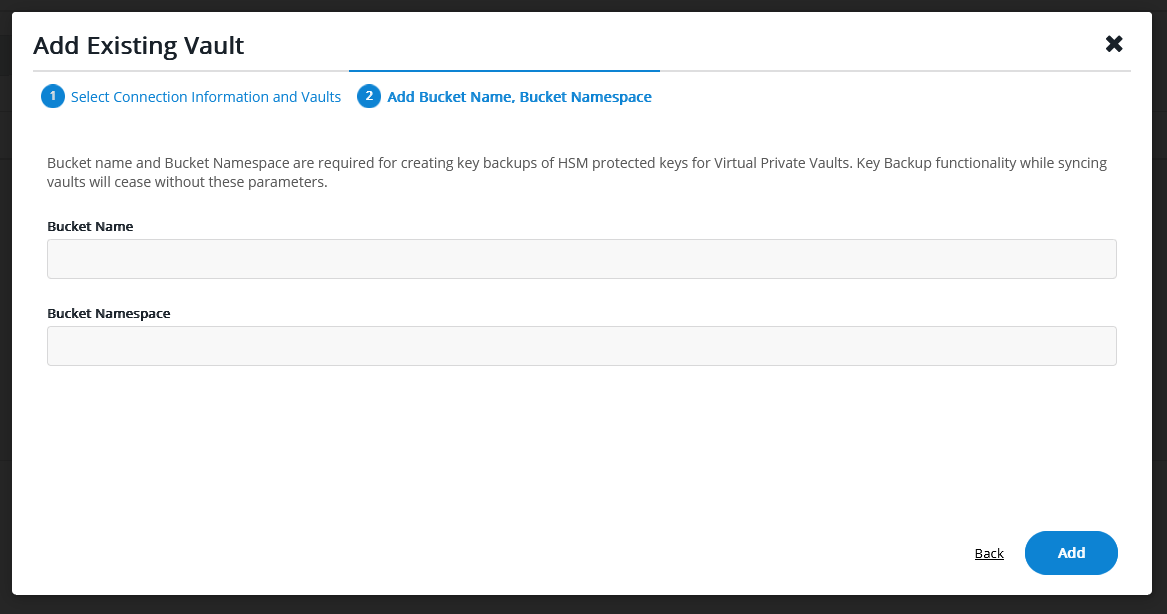 Add Existing Vault
1 Select Connection Information and Vaults 2 Add Bucket Name, Bucket Namespace
Bucket name and Bucket Namespace are required for creating key backups of HSM protected keys for Virtual Private Vaults. Key Backup functionality while syncing
vaults will cease without these parameters.
Bucket Name
Bucket Namespace
Back Add